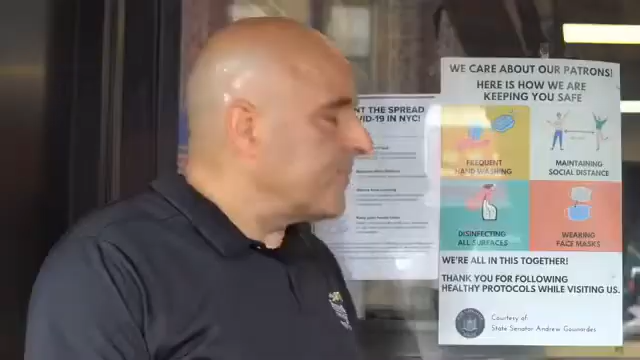 NT THE SPREAD
VID-19 IN NYC!
WE CARE ABOUT OUR PATRONS!
HERE IS HOW WE ARE
KEEPING YOU SAFE
FREQUENT
HAND WASHING
MAINTAINING
SOCIAL DISTANCE
DISINFECTING
ALL SURFACES
WEARING
FACE MASKS
WE'RE ALL IN THIS TOGETHER!
THANK YOU FOR FOLLOWING
HEALTHY PROTOCOLS WHILE VISITING US.
Courtesy of:
State Senator Andrew Gounardes